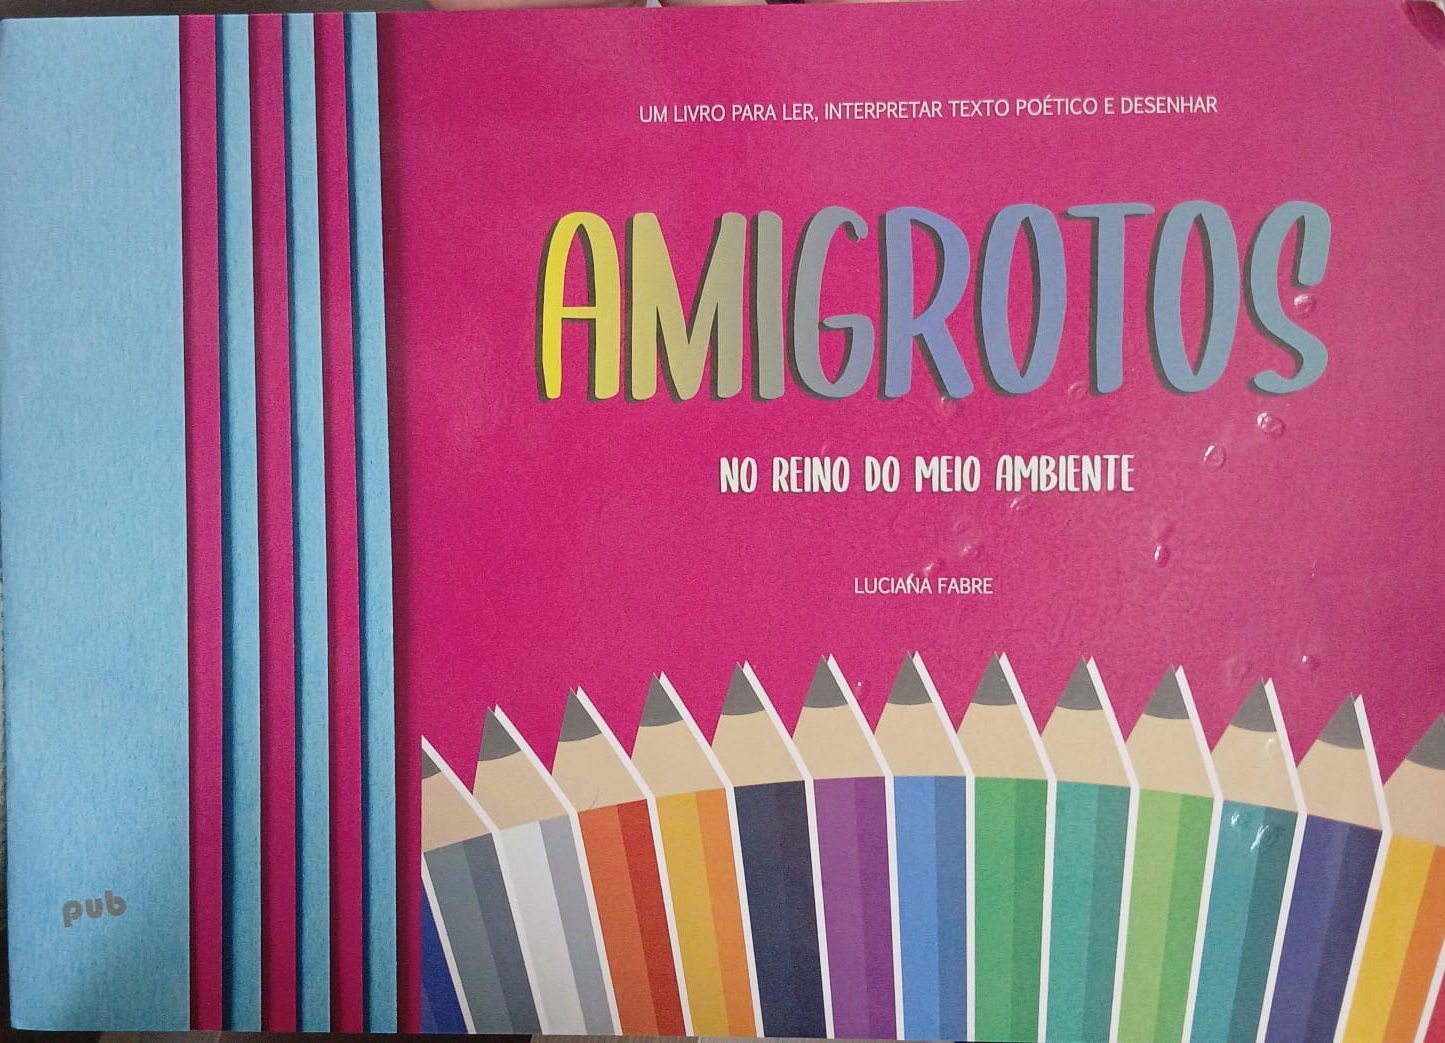 UM LIVRO PARA LER, INTERPRETAR TEXTO POÉTICO E DESENHAR
AMIGROTOS
NO REINO DO MEIO AMBIENTE
LUCIANA FABRE
pub